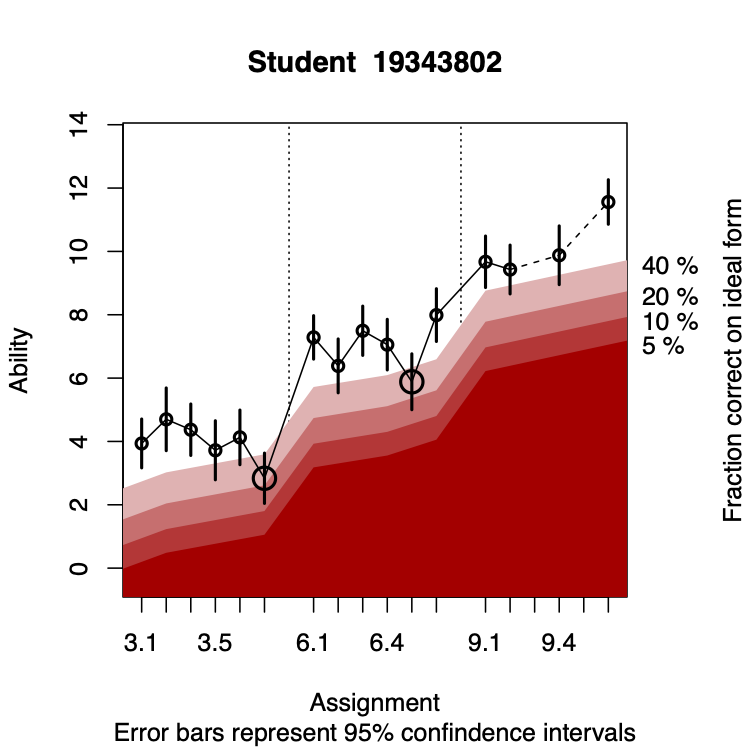 Student 19343802
14
12
10
8
6
4
2
0
Ability
40 %
20 %
10 %
5 %
Fraction correct on ideal form
3.1 3.5 6.1 6.4 9.1 9.4
Assignment
Error bars represent 95% confindence intervals